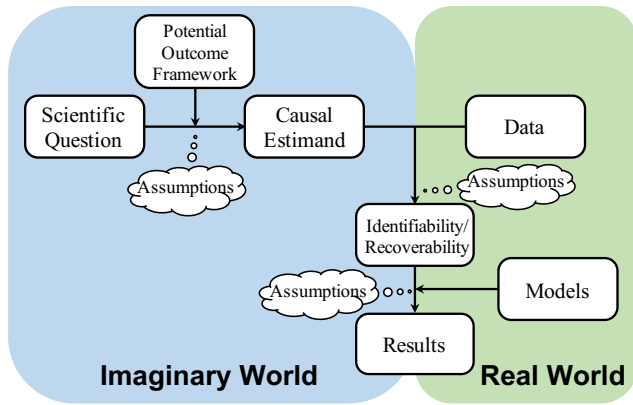 Potential
Outcome
Framework
Scientific
Question
Causal
Estimand
Data
Assumptions
Assumptions
Identifiability/
Recoverability
Assumptions
Models
Results
Imaginary World
Real World